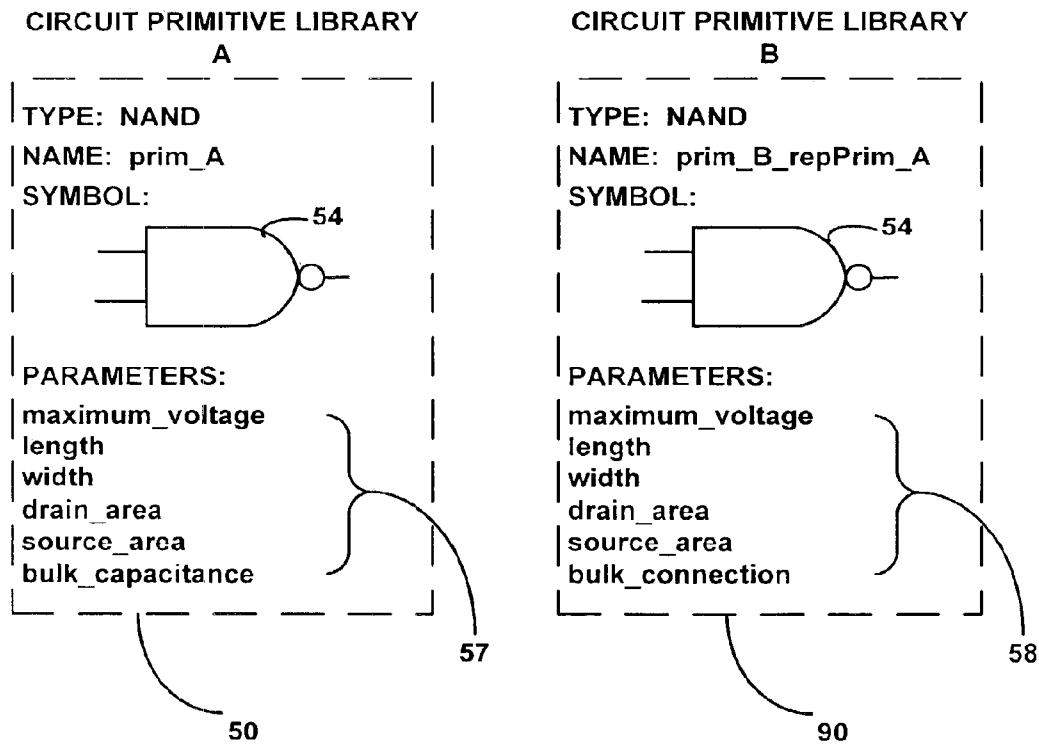 CIRCUIT PRIMITIVE LIBRARY
A
TYPE: NAND
NAME: prim_A
SYMBOL:
54
PARAMETERS:
maximum_voltage
length
width
drain_area
source_area
bulk_capacitance
57
50
CIRCUIT PRIMITIVE LIBRARY
B
TYPE: NAND
NAME: prim_B_repPrim_A
SYMBOL:
54
PARAMETERS:
maximum_voltage
length
width
drain_area
source_area
bulk_connection
58
90